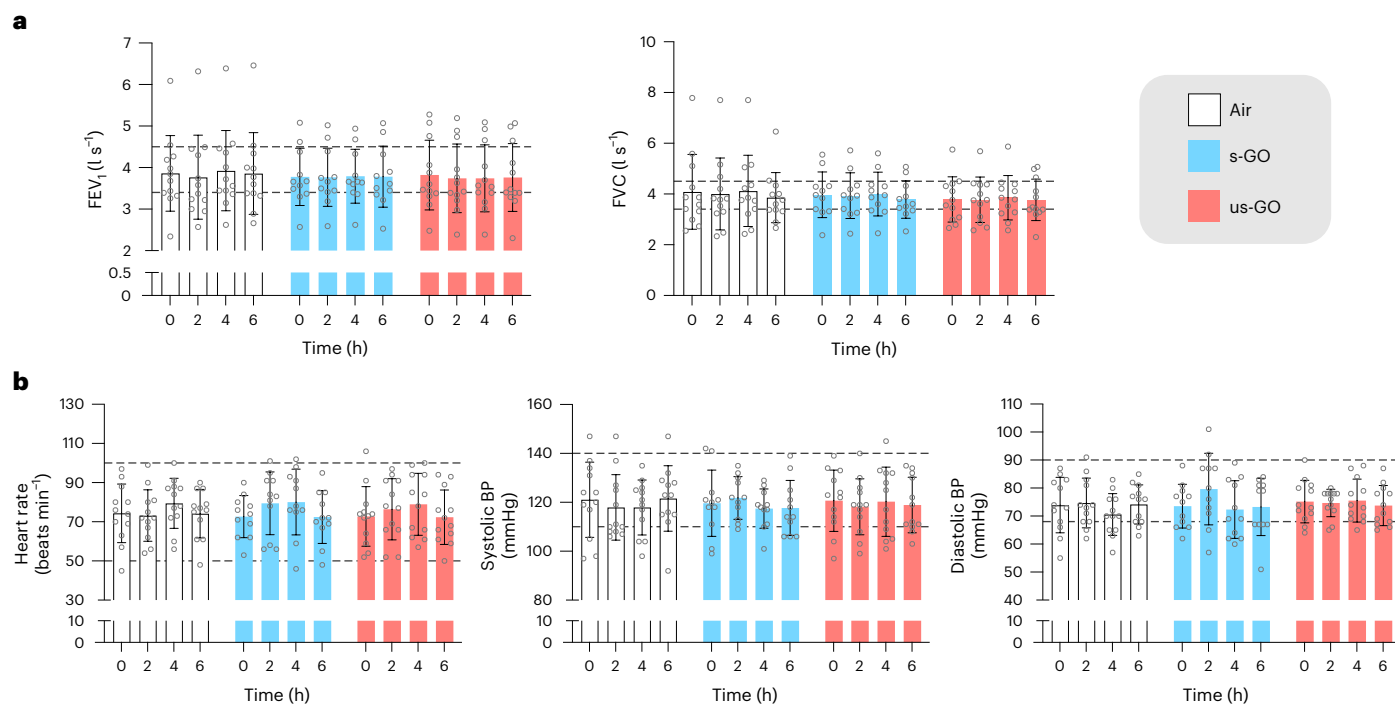 a
7
6
5
4
3
2
0.5
0
FEV₁ (l s⁻¹)
0 2 4 6 0 2 4 6 0 2 4 6
Time (h)
10
8
6
4
2
0
FVC (l s⁻¹)
0 2 4 6 0 2 4 6 0 2 4 6
Time (h)
Air
s-GO
us-GO
b
130
110
90
70
50
30
10
0
Heart rate
(beats min⁻¹)
0 2 4 6 0 2 4 6 0 2 4 6
Time (h)
160
140
120
100
80
10
0
Systolic BP
(mmHg)
0 2 4 6 0 2 4 6 0 2 4 6
Time (h)
110
100
90
80
70
60
50
40
10
0
Diastolic BP
(mmHg)
0 2 4 6 0 2 4 6 0 2 4 6
Time (h)